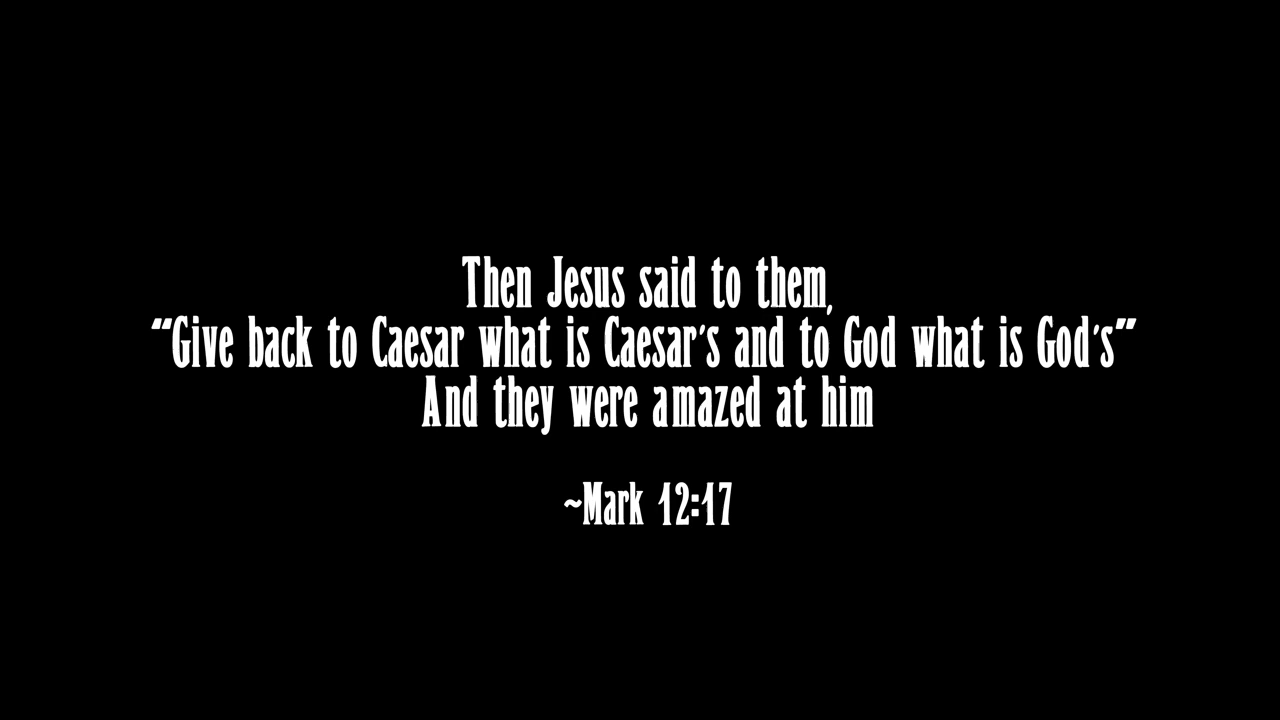 Then Jesus said to them,
“Give back to Caesar what is Caesar’s and to God what is God’s”
And they were amazed at him
~Mark 12:17